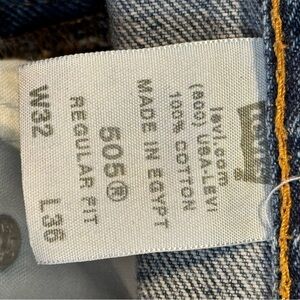 Levi's
levi.com
(800) USA-LEVI
100% COTTON
MADE IN EGYPT
505®
REGULAR FIT
W32 L36